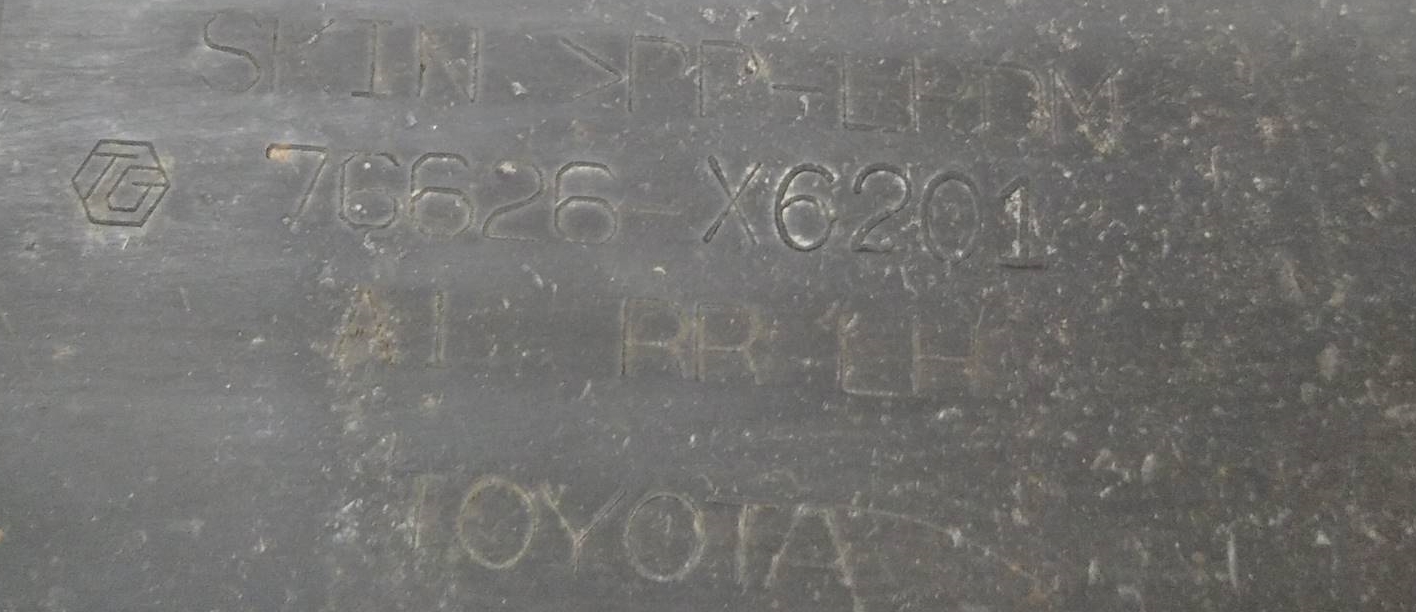 SKIN >PP-EPDM
TG 76626-X6201
A1 RR LH
TOYOTA